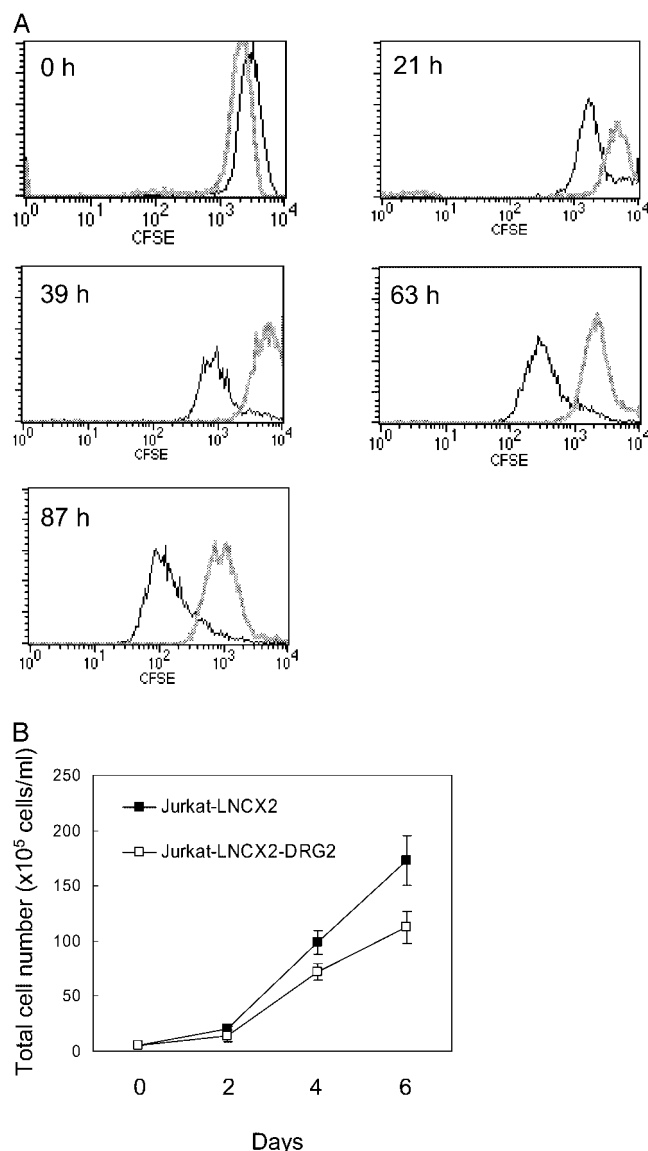 A
0 h
10^0 10^1 10^2 10^3 10^4
CFSE
21 h
10^0 10^1 10^2 10^3 10^4
CFSE
39 h
10^0 10^1 10^2 10^3 10^4
CFSE
63 h
10^0 10^1 10^2 10^3 10^4
CFSE
87 h
10^0 10^1 10^2 10^3 10^4
CFSE
B
Total cell number (x10^5 cells/ml)
250
200
150
100
50
0
Jurkat-LNCX2
Jurkat-LNCX2-DRG2
0 2 4 6
Days